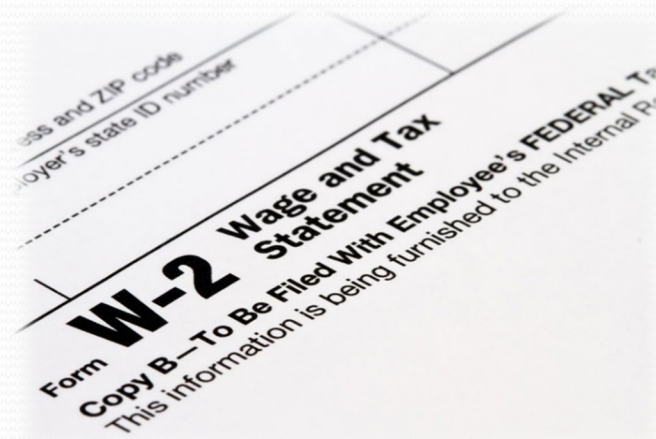 ess and ZIP code
loyer's state ID number
Form W-2 Wage and Tax
Statement
Copy B—To Be Filed With Employee's FEDERAL Ta
This information is being furnished to the Internal R